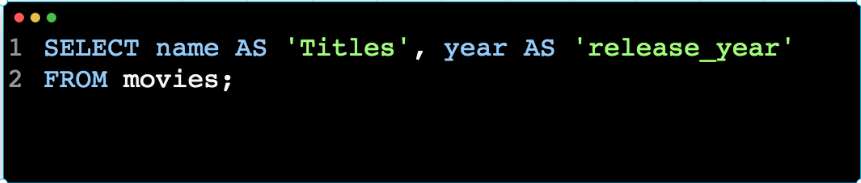 1 SELECT name AS 'Titles', year AS 'release_year'
2 FROM movies;